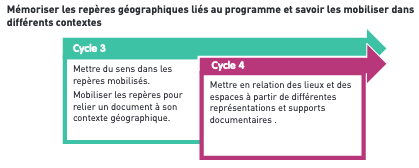 Mémoriser les repères géographiques liés au programme et savoir les mobiliser dans
différents contextes
Cycle 3
Mettre du sens dans les
repères mobilisés.
Mobiliser les repères pour
relier un document à son
contexte géographique.
Cycle 4
Mettre en relation des lieux et des
espaces à partir de différentes
représentations et supports
documentaires .